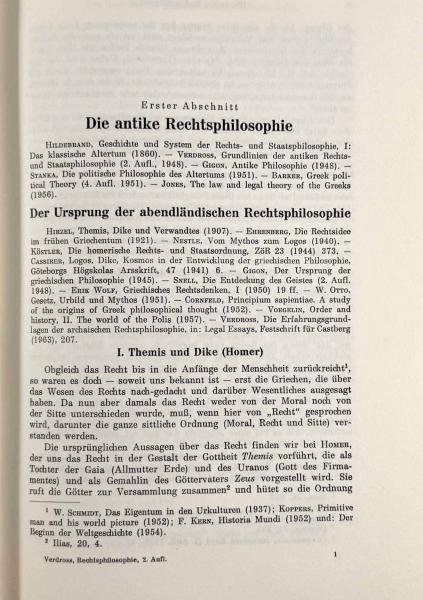 Erster Abschnitt
Die antike Rechtsphilosophie
HILDEBRAND, Geschichte und System der Rechts- und Staatsphilosophie, I:
Das klassische Altertum (1860). — VERDROSS, Grundlinien der antiken Rechts-
und Staatsphilosophie (2. Aufl., 1948). — GIGON, Antike Philosophie (1948). —
STANKA, Die politische Philosophie des Altertums (1951). — BARKER, Greek poli-
tical Theory (4. Aufl. 1951). — JONES, The law and legal theory of the Greeks
(1956).
Der Ursprung der abendländischen Rechtsphilosophie
HIRZEL, Themis, Dike und Verwandtes (1907). — EHRENBERG, Die Rechtsidee
im frühen Griechentum (1921). — NESTLE, Vom Mythos zum Logos (1940). —
KÖSTLER, Die homerische Rechts- und Staatsordnung, ZöR 23 (1944) 373. —
CASSIRER, Logos, Dike, Kosmos in der Entwicklung der griechischen Philosophie,
Göteborgs Högskolas Arsskrift, 47 (1941) 6. — GIGON, Der Ursprung der
griechischen Philosophie (1945). — SNELL, Die Entdeckung des Geistes (2. Aufl.
1948). — ERIK WOLF, Griechisches Rechtsdenken, I (1950) 19 ff. — W. OTTO,
Gesetz, Urbild und Mythos (1951). — CORNFELD, Principium sapientiae. A study
of the origins of Greek philosophical thought (1952). — VOEGELIN, Order and
history, II. The world of the Polis (1957). — VERDROSS, Die Erfahrungsgrund-
lagen der archaischen Rechtsphilosophie, in: Legal Essays, Festschrift für Castberg
(1963), 207.
I. Themis und Dike (Homer)
Obgleich das Recht bis in die Anfänge der Menschheit zurückreicht¹,
so waren es doch — soweit uns bekannt ist — erst die Griechen, die über
das Wesen des Rechts nach-gedacht und darüber Wesentliches ausgesagt
haben. Da nun aber damals das Recht weder von der Moral noch von
der Sitte unterschieden wurde, muß, wenn hier von „Recht" gesprochen
wird, darunter die ganze sittliche Ordnung (Moral, Recht und Sitte) ver-
standen werden.
Die ursprünglichen Aussagen über das Recht finden wir bei HOMER,
der uns das Recht in der Gestalt der Gottheit Themis vorführt, die als
Tochter der Gaia (Allmutter Erde) und des Uranos (Gott des Firma-
mentes) und als Gemahlin des Göttervaters Zeus vorgestellt wird. Sie
ruft die Götter zur Versammlung zusammen² und hütet so die Ordnung
¹ W. SCHMIDT, Das Eigentum in den Urkulturen (1937); KOPPERS, Primitive
man and his world picture (1952); F. KERN, Historia Mundi (1952) und: Der
Beginn der Weltgeschichte (1954).
² Ilias, 20, 4.
Verdross, Rechtsphilosophie, 2. Aufl.
1